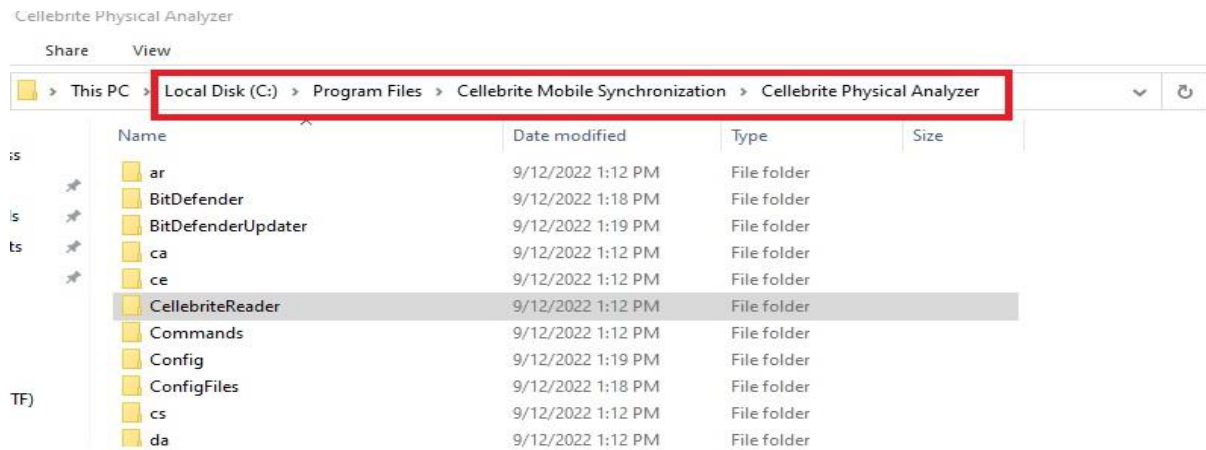 Cellebrite Physical Analyzer
Share View
This PC > Local Disk (C:) > Program Files > Cellebrite Mobile Synchronization > Cellebrite Physical Analyzer
Name Date modified Type Size
ss
ar 9/12/2022 1:12 PM File folder
ls
BitDefender 9/12/2022 1:18 PM File folder
BitDefenderUpdater 9/12/2022 1:19 PM File folder
ts
ca 9/12/2022 1:12 PM File folder
ce 9/12/2022 1:12 PM File folder
CellebriteReader 9/12/2022 1:12 PM File folder
Commands 9/12/2022 1:12 PM File folder
Config 9/12/2022 1:19 PM File folder
ConfigFiles 9/12/2022 1:18 PM File folder
TF)
cs 9/12/2022 1:12 PM File folder
da 9/12/2022 1:12 PM File folder